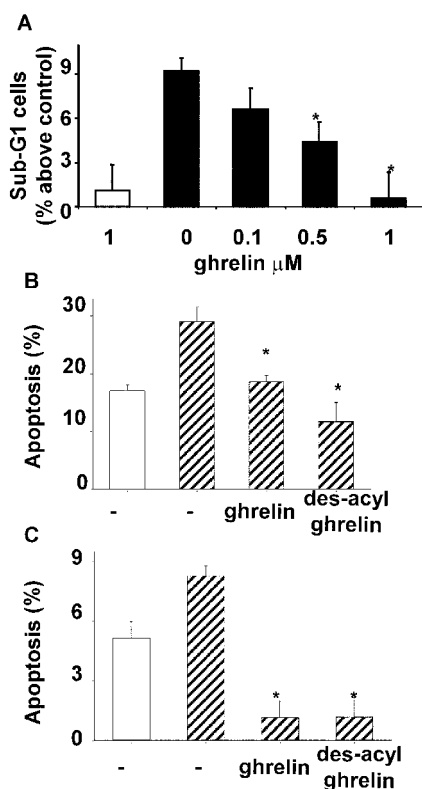 A
Sub-G1 cells
(% above control)
9
6
3
0
*
*
1 0 0.1 0.5 1
ghrelin μM
B
Apoptosis (%)
30
20
10
0
*
*
- - ghrelin des-acyl
ghrelin
C
Apoptosis (%)
9
6
3
0
* *
- - ghrelin des-acyl
ghrelin